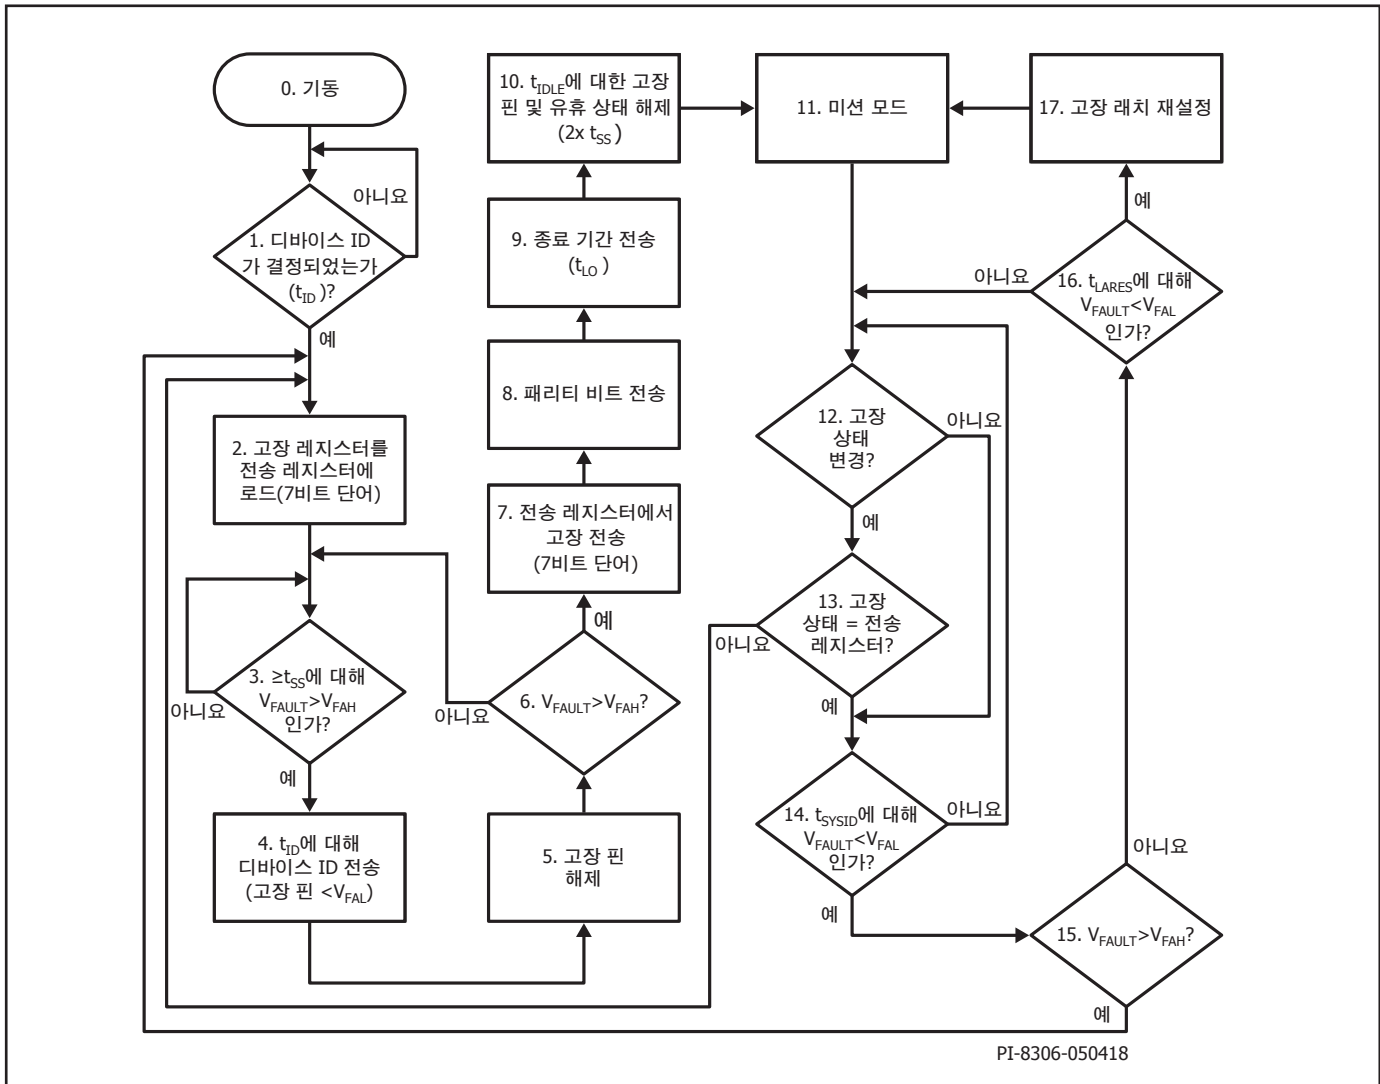 0. 기동
아니요
1. 디바이스 ID
가 결정되었는가
(tID)?
예
2. 고장 레지스터를
전송 레지스터에
로드(7비트 단어)
3. ≥tSS에 대해
VFAULT>VFAH
인가?
아니요
예
4. tID에 대해
디바이스 ID 전송
(고장 핀 <VFAL)
5. 고장 핀
해제
6. VFAULT>VFAH?
아니요
예
7. 전송 레지스터에서
고장 전송
(7비트 단어)
8. 패리티 비트 전송
9. 종료 기간 전송
(tLO)
10. tIDLE에 대한 고장
핀 및 유휴 상태 해제
(2x tSS)
11. 미션 모드
12. 고장
상태
변경?
아니요
예
13. 고장
상태 = 전송
레지스터?
아니요
예
14. tSYSID에 대해
VFAULT<VFAL
인가?
아니요
예
15. VFAULT>VFAH?
아니요
예
16. tLARES에 대해
VFAULT<VFAL
인가?
아니요
예
17. 고장 래치 재설정
PI-8306-050418